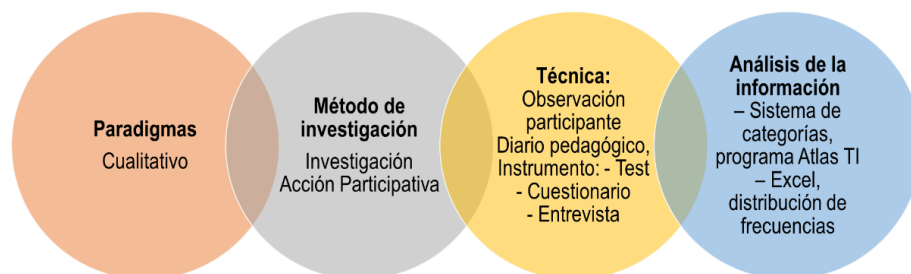 Paradigmas
Cualitativo
Método de
investigación
Investigación
Acción Participativa
Técnica:
Observación
participante
Diario pedagógico,
Instrumento: - Test
- Cuestionario
- Entrevista
Análisis de la
información
– Sistema de
categorías,
programa Atlas TI
– Excel,
distribución de
frecuencias